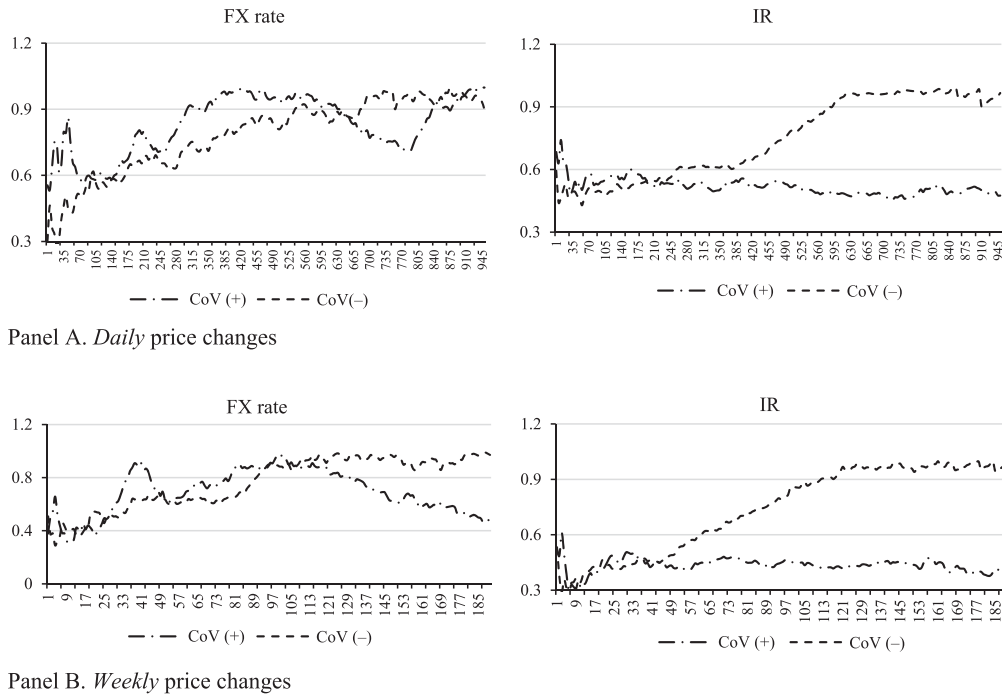 FX rate
1.2
0.9
0.6
0.3
1 35 70 105 140 175 210 245 280 315 350 385 420 455 490 525 560 595 630 665 700 735 770 805 840 875 910 945
CoV (+) CoV(–)
IR
1.2
0.9
0.6
0.3
1 35 70 105 140 175 210 245 280 315 350 385 420 455 490 525 560 595 630 665 700 735 770 805 840 875 910 945
CoV (+) CoV (–)
Panel A. Daily price changes
FX rate
1.2
0.8
0.4
0
1 9 17 25 33 41 49 57 65 73 81 89 97 105 113 121 129 137 145 153 161 169 177 185
CoV (+) CoV (–)
IR
1.2
0.9
0.6
0.3
1 9 17 25 33 41 49 57 65 73 81 89 97 105 113 121 129 137 145 153 161 169 177 185
CoV (+) CoV (–)
Panel B. Weekly price changes